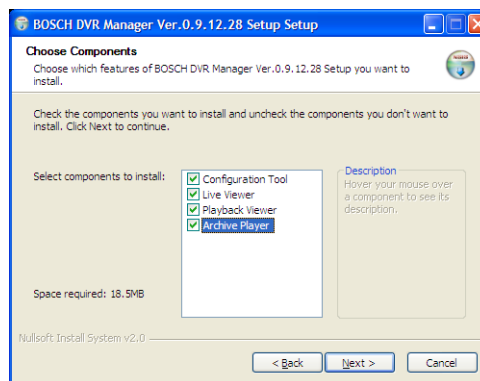 BOSCH DVR Manager Ver.0.9.12.28 Setup Setup
Choose Components
Choose which features of BOSCH DVR Manager Ver.0.9.12.28 Setup you want to
install.
Check the components you want to install and uncheck the components you don't want to
install. Click Next to continue.
Select components to install:
Configuration Tool
Live Viewer
Playback Viewer
Archive Player
Description
Hover your mouse over
a component to see its
description.
Space required: 18.5MB
Nullsoft Install System v2.0
< Back
Next >
Cancel